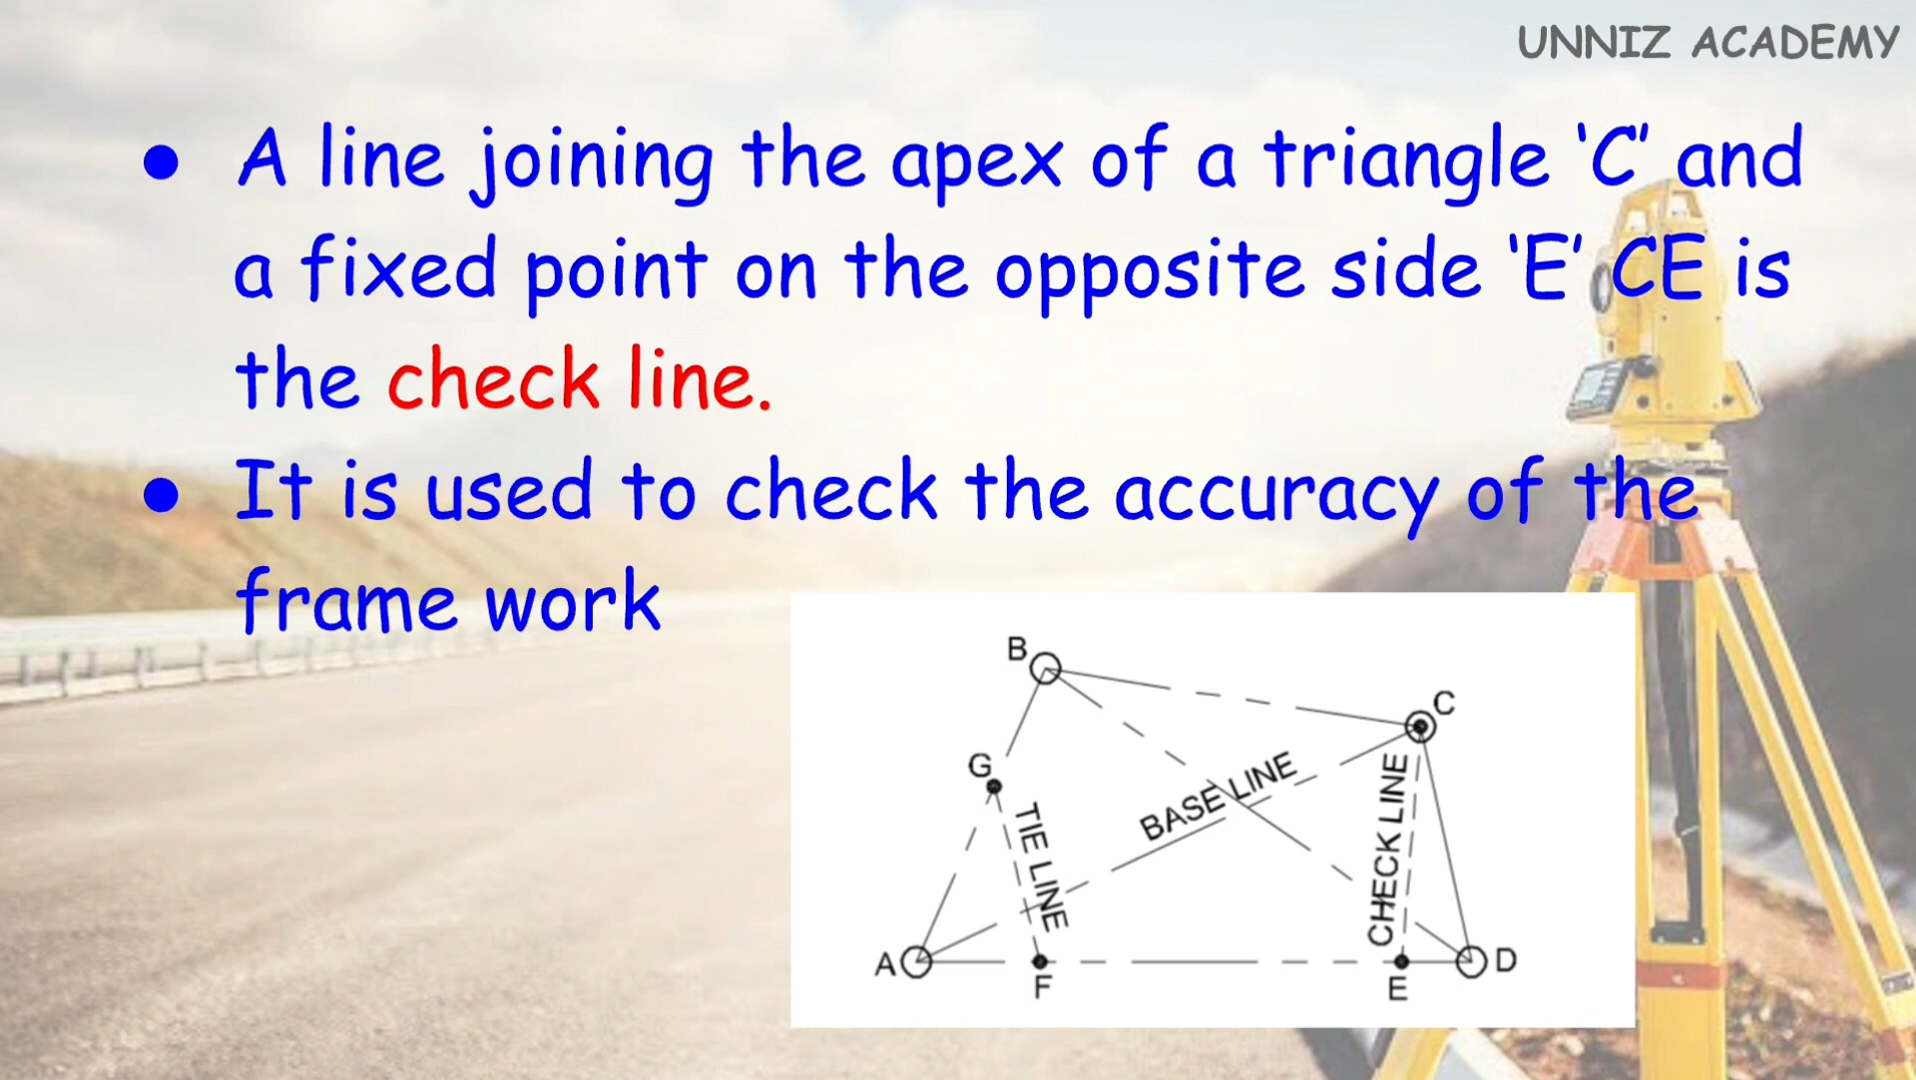 UNNIZ ACADEMY
● A line joining the apex of a triangle ‘C’ and
a fixed point on the opposite side ‘E’ CE is
the check line.
● It is used to check the accuracy of the
frame work
B
C
G
TIE LINE
BASE LINE
CHECK LINE
A
F
E
D